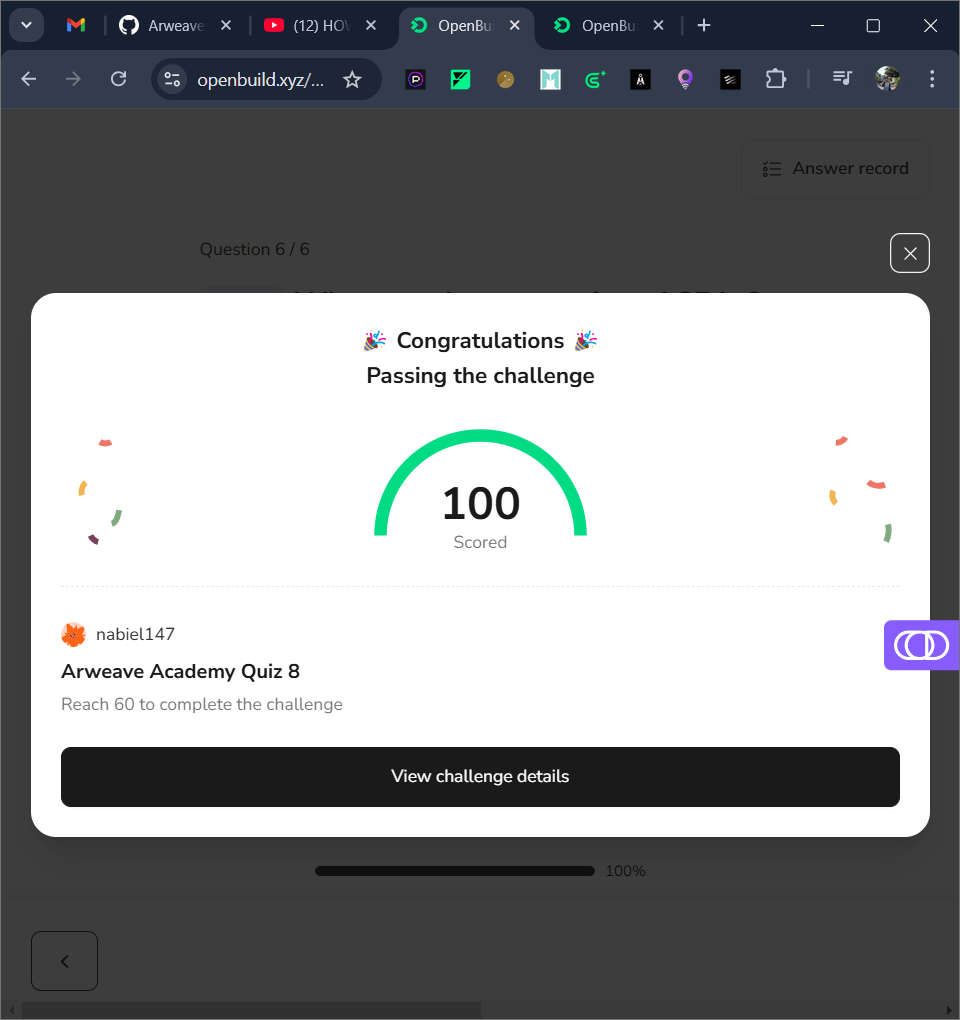 Arweave
(12) HOW
OpenBu
OpenBu
openbuild.xyz/...
Answer record
Question 6 / 6
Congratulations
Passing the challenge
100
Scored
nabiel147
Arweave Academy Quiz 8
Reach 60 to complete the challenge
View challenge details
100%